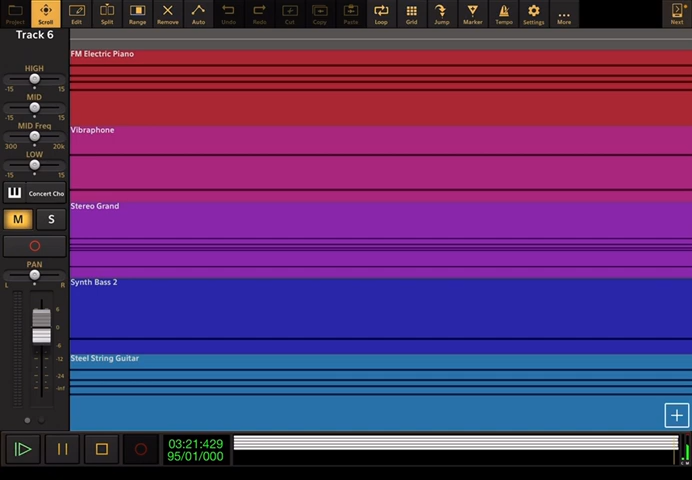 Project Scroll Edit Split Range Remove Auto Undo Redo Cut Copy Paste Loop Grid Jump Marker Tempo Settings More Next
Track 6
HIGH
-15 15
MID
-15 15
MID Freq
300 20k
LOW
-15 15
Concert Cho
M S
PAN
L R
6
0
-6
-12
-24
-inf
FM Electric Piano
Vibraphone
Stereo Grand
Synth Bass 2
Steel String Guitar
03:21:429
95/01/000
C M